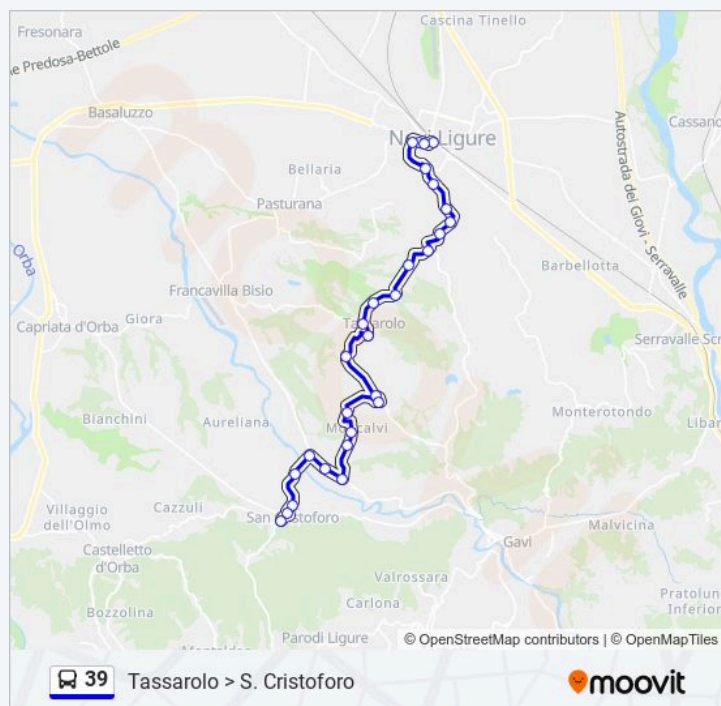 Fresonara
Cascina Tinello
ne Predosa-Bettole
Basaluzzo
Cassano
Novi Ligure
Bellaria
Autostrada dei Giovi - Serravalle
Pasturana
Orba
Barbellotta
Francavilla Bisio
Capriata d'Orba
Giora
Tassarolo
Serravalle Scr
Bianchini
Aureliana
Monterotondo
Libar
Villaggio
dell'Olmo
Cazzuli
San Cristoforo
Malvicina
Castelletto
d'Orba
Gavi
Valrossara
Pratolun
Inferior
Bozzolina
Carlona
Parodi Ligure
© OpenStreetMap contributors | © OpenMapTiles
39 Tassarolo > S. Cristoforo
moovit